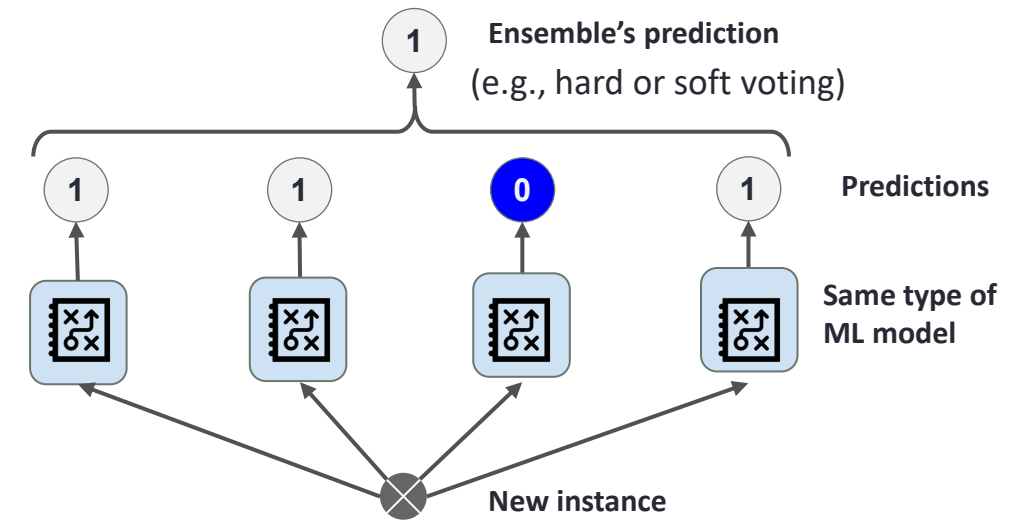 1
Ensemble’s prediction
(e.g., hard or soft voting)
1 1 0 1 Predictions
Same type of
ML model
New instance